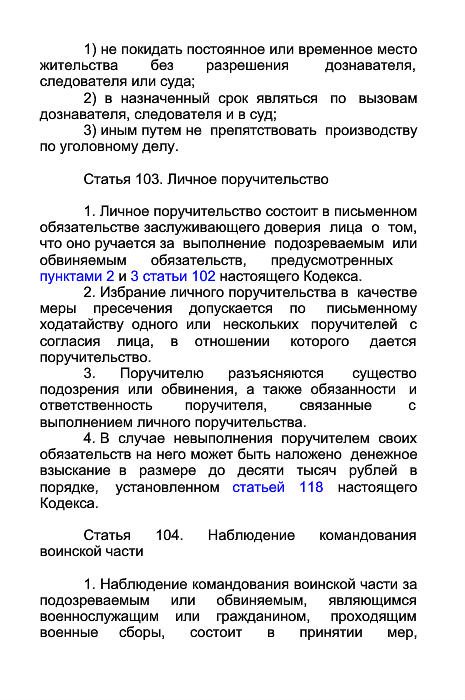 1) не покидать постоянное или временное место
жительства без разрешения дознавателя,
следователя или суда;
2) в назначенный срок являться по вызовам
дознавателя, следователя и в суд;
3) иным путем не препятствовать производству
по уголовному делу.
Статья 103. Личное поручительство
1. Личное поручительство состоит в письменном
обязательстве заслуживающего доверия лица о том,
что оно ручается за выполнение подозреваемым или
обвиняемым обязательств, предусмотренных
пунктами 2 и 3 статьи 102 настоящего Кодекса.
2. Избрание личного поручительства в качестве
меры пресечения допускается по письменному
ходатайству одного или нескольких поручителей с
согласия лица, в отношении которого дается
поручительство.
3. Поручителю разъясняются существо
подозрения или обвинения, а также обязанности и
ответственность поручителя, связанные с
выполнением личного поручительства.
4. В случае невыполнения поручителем своих
обязательств на него может быть наложено денежное
взыскание в размере до десяти тысяч рублей в
порядке, установленном статьей 118 настоящего
Кодекса.
Статья 104. Наблюдение командования
воинской части
1. Наблюдение командования воинской части за
подозреваемым или обвиняемым, являющимся
военнослужащим или гражданином, проходящим
военные сборы, состоит в принятии мер,